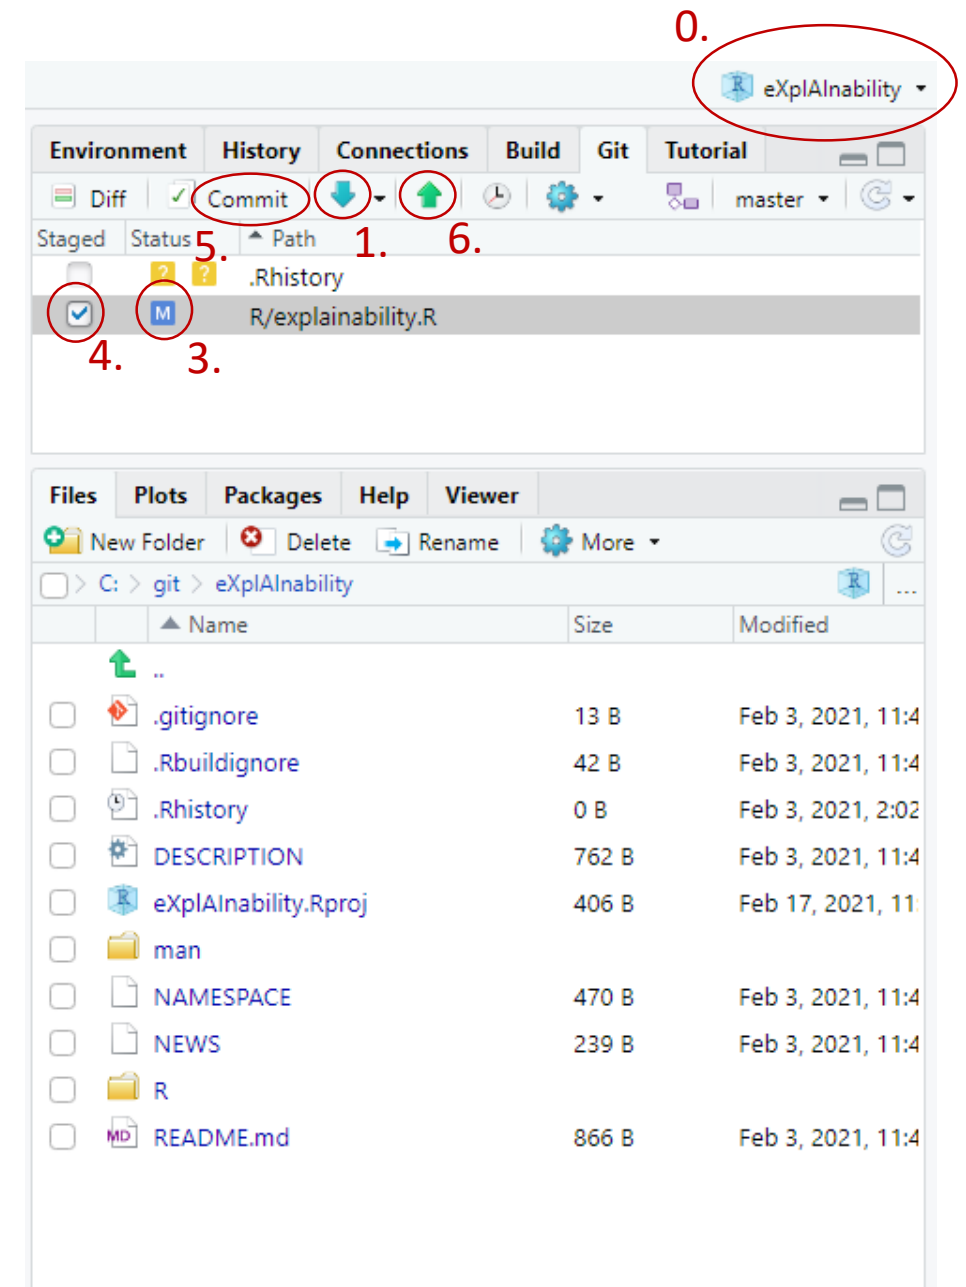 0.
eXplAInability
Environment History Connections Build Git Tutorial
Diff Commit master
Staged Status Path
5. 1. 6.
? ? .Rhistory
M R/explainability.R
4. 3.
Files Plots Packages Help Viewer
New Folder Delete Rename More
C: > git > eXplAInability R ...
Name Size Modified
..
.gitignore 13 B Feb 3, 2021, 11:4
.Rbuildignore 42 B Feb 3, 2021, 11:4
.Rhistory 0 B Feb 3, 2021, 2:02
DESCRIPTION 762 B Feb 3, 2021, 11:4
eXplAInability.Rproj 406 B Feb 17, 2021, 11:
man
NAMESPACE 470 B Feb 3, 2021, 11:4
NEWS 239 B Feb 3, 2021, 11:4
R
MD README.md 866 B Feb 3, 2021, 11:4